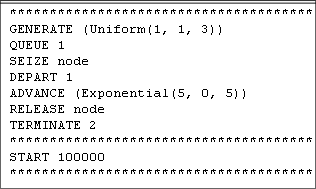 ******************************************
GENERATE (Uniform(1, 1, 3))
QUEUE 1
SEIZE node
DEPART 1
ADVANCE (Exponential(5, 0, 5))
RELEASE node
TERMINATE 2
******************************************
START 100000
******************************************